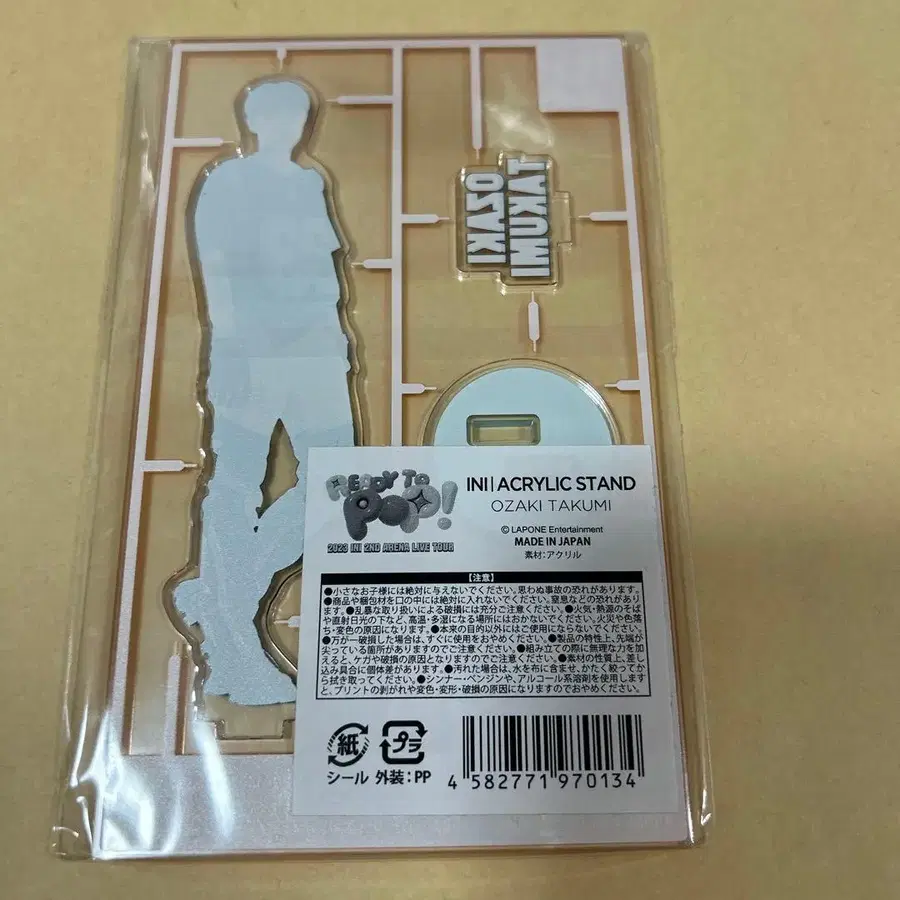 TAKUMI
OZAKI
READY TO
POP!
2023 INI 2ND ARENA LIVE TOUR
INI | ACRYLIC STAND
OZAKI TAKUMI
© LAPONE Entertainment
MADE IN JAPAN
素材:アクリル
【注意】
●小さなお子様には絶対に与えないでください。思わぬ事故の恐れがあります。
●商品や梱包材を口の中には絶対に入れないでください。窒息などの恐れがあり
ます。●乱暴な取り扱いによる破損には充分ご注意ください。●火気・熱源のそば
や直射日光の下など、高温・多湿になる場所にはおかないでください。火災や色落
ち・変色の原因になります。●本来の目的以外にはご使用にならないでください。
●万が一破損した場合は、すぐに使用をおやめください。●製品の特性上、先端が
尖っている箇所がありますのでご注意ください。●組み立ての際に無理な力を加
えると、ケガや破損の原因となりますのでご注意ください。●素材の性質上、差し
込み具合に個体差があります。●汚れた場合は、水を布に含ませ、かたく絞ってか
ら拭き取ってください。●シンナー・ベンジンや、アルコール系溶剤を使用します
と、プリントの剥がれや変色・変形・破損の原因になりますのでおやめください。
紙 プラ
シール 外装:PP
4 582771 970134